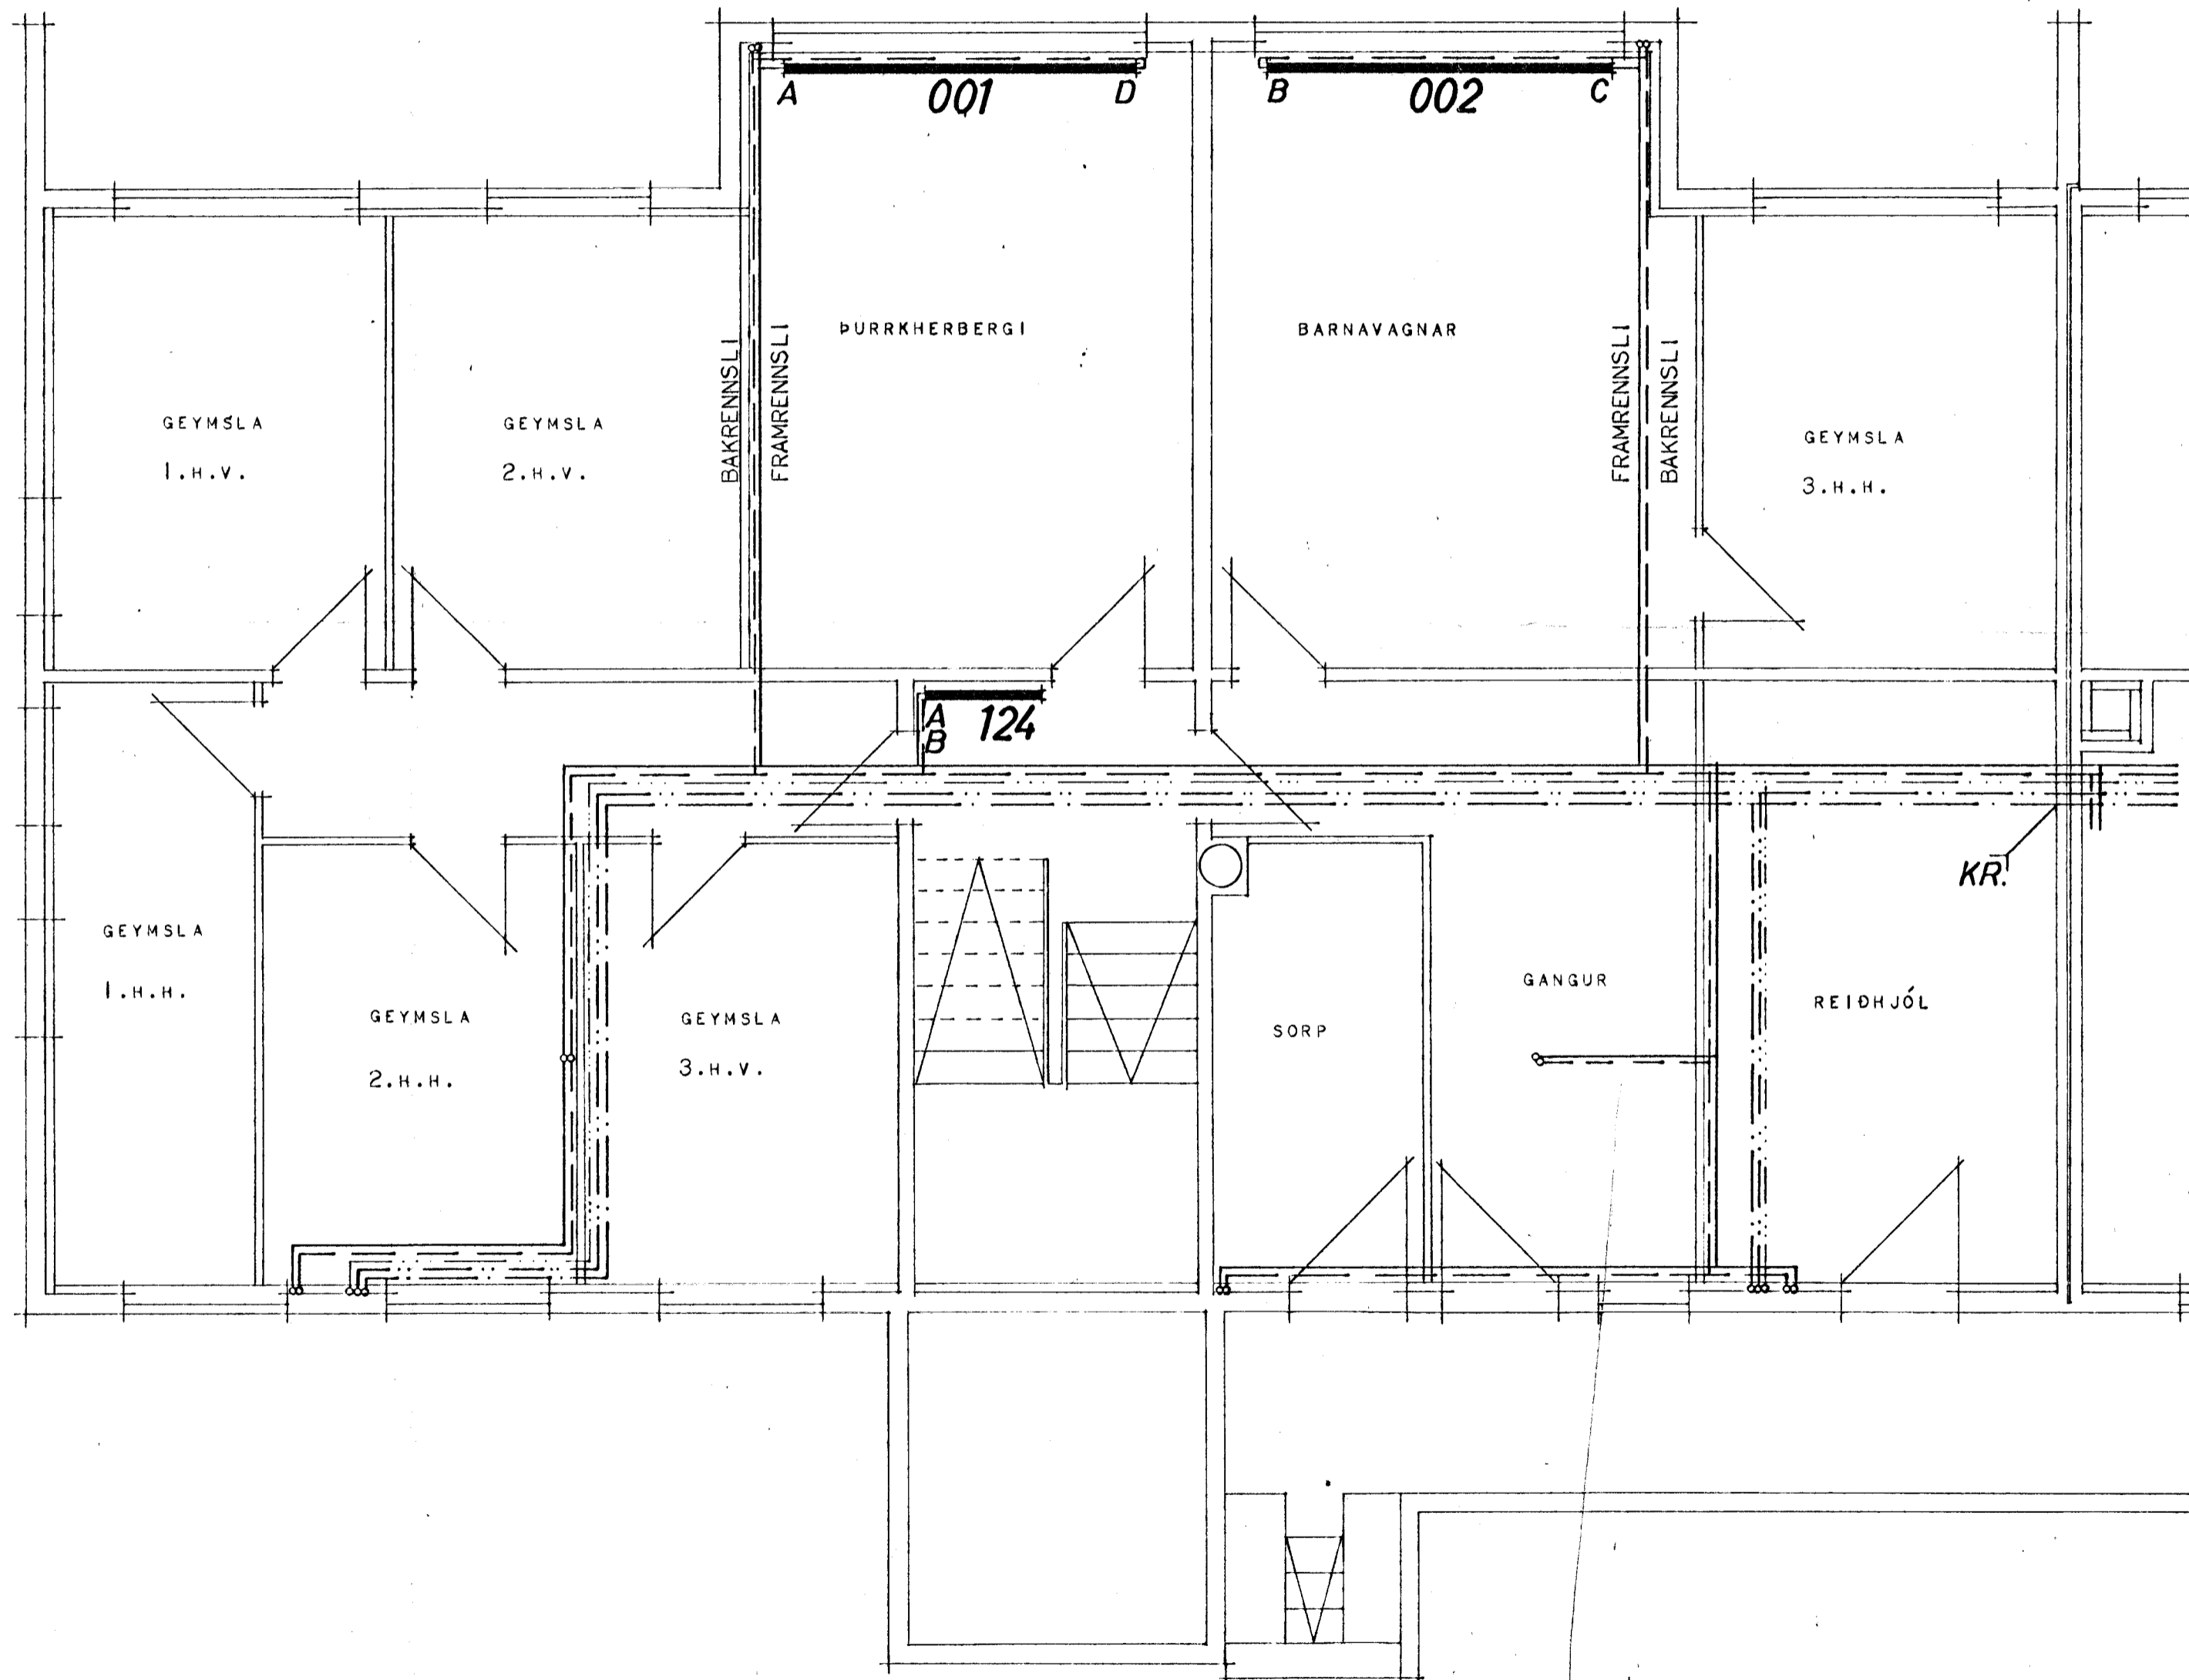 A 001 D
B 002 C
ÞURRKHERBERGI
BARNAVAGNAR
BAKRENNSLI
FRAMRENNSLI
FRAMRENNSLI
BAKRENNSLI
GEYMSLA
1.H.V.
GEYMSLA
2.H.V.
GEYMSLA
3.H.H.
A
B
124
KR.
GEYMSLA
1.H.H.
GEYMSLA
2.H.H.
GEYMSLA
3.H.V.
SORP
GANGUR
REIÐHJÓL